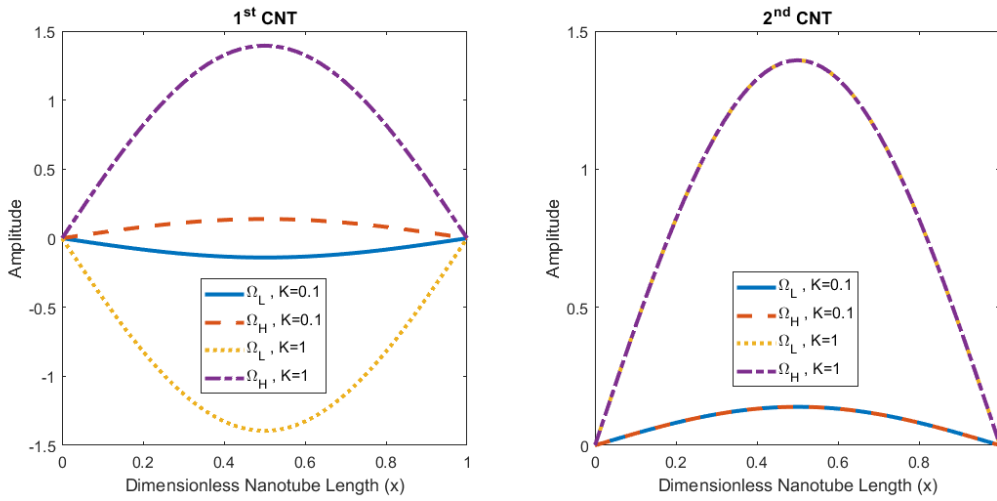 1st CNT
1.5
1
0.5
0
-0.5
-1
-1.5
Amplitude
ΩL , K=0.1
ΩH , K=0.1
ΩL , K=1
ΩH , K=1
0 0.2 0.4 0.6 0.8 1
Dimensionless Nanotube Length (x)
2nd CNT
1.5
1
0.5
0
Amplitude
ΩL , K=0.1
ΩH , K=0.1
ΩL , K=1
ΩH , K=1
0 0.2 0.4 0.6 0.8
Dimensionless Nanotube Length (x)